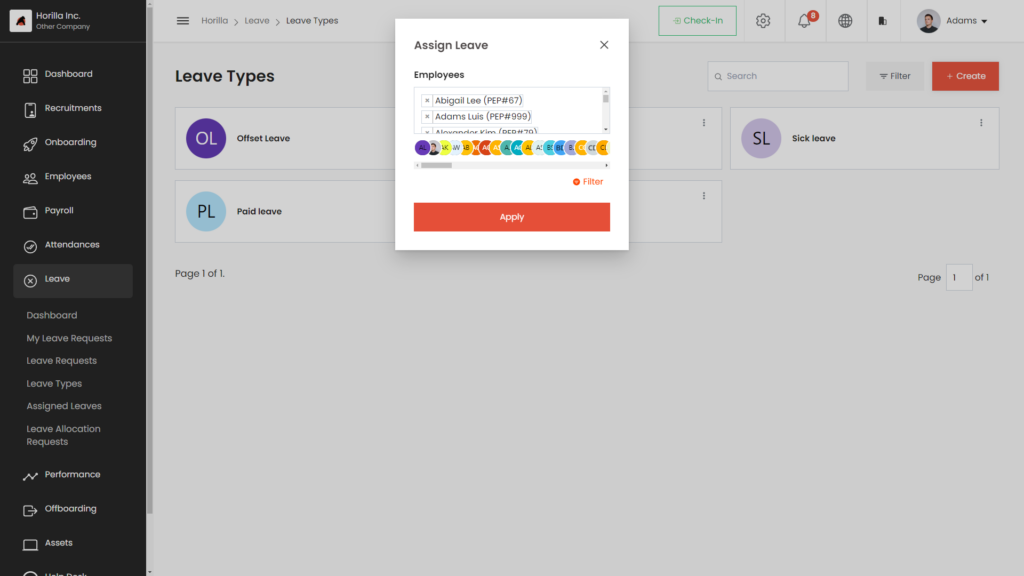 Horilla Inc.
Other Company
Dashboard
Recruitments
Onboarding
Employees
Payroll
Attendances
Leave
Dashboard
My Leave Requests
Leave Requests
Leave Types
Assigned Leaves
Leave Allocation
Requests
Performance
Offboarding
Assets
Help Desk
Horilla > Leave > Leave Types
Check-In
8
Adams
Leave Types
Search
Filter
+ Create
OL Offset Leave
SL Sick leave
PL Paid leave
Page 1 of 1.
Page 1 of 1
Assign Leave
Employees
× Abigail Lee (PEP#67)
× Adams Luis (PEP#999)
× Alexander Kim (PEP#79)
Filter
Apply